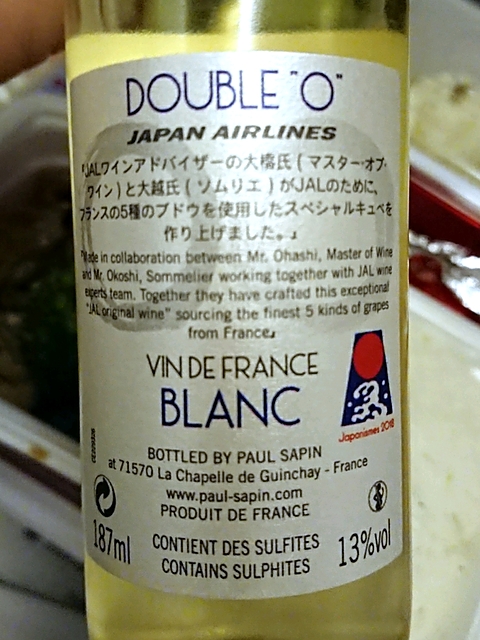 DOUBLE "O"
JAPAN AIRLINES
『JALワインアドバイザーの大橋氏 ( マスター・オブ・
ワイン ) と大越氏 ( ソムリエ ) がJALのために、
フランスの5種のブドウを使用したスペシャルキュベを
作り上げました。』
『Made in collaboration between Mr. Ohashi, Master of Wine
and Mr. Okoshi, Sommelier working together with JAL wine
experts team. Together they have crafted this exceptional
"JAL original wine" sourcing the finest 5 kinds of grapes
from France』
VIN DE FRANCE
BLANC
Japonismes 2018
BOTTLED BY PAUL SAPIN
at 71570 La Chapelle de Guinchay - France
www.paul-sapin.com
PRODUIT DE FRANCE
187ml
CONTIENT DES SULFITES
CONTAINS SULPHITES
13%vol